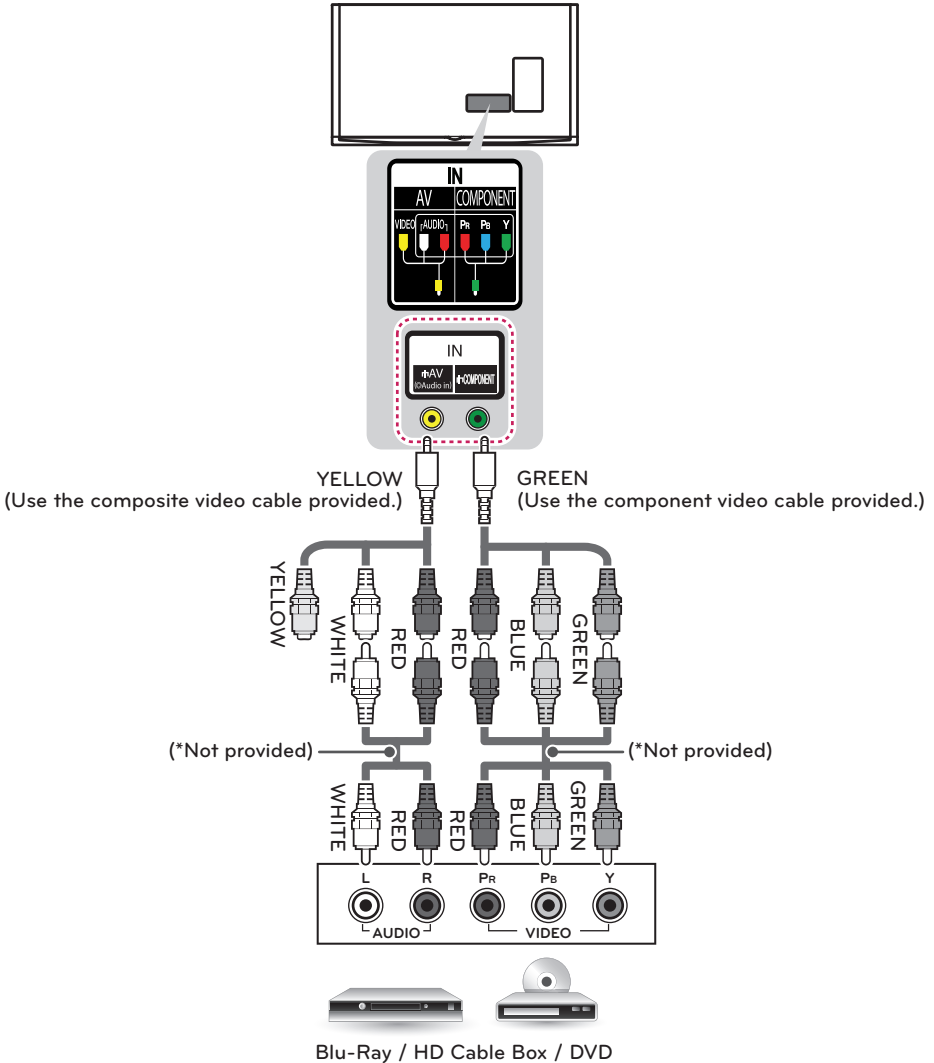 IN
AV COMPONENT
VIDEO AUDIO PR PB Y
IN
AV COMPONENT
(Audio in)
YELLOW GREEN
(Use the composite video cable provided.) (Use the component video cable provided.)
YELLOW WHITE RED RED BLUE GREEN
(*Not provided) (*Not provided)
WHITE RED RED BLUE GREEN
L R PR PB Y
AUDIO VIDEO
Blu-Ray / HD Cable Box / DVD